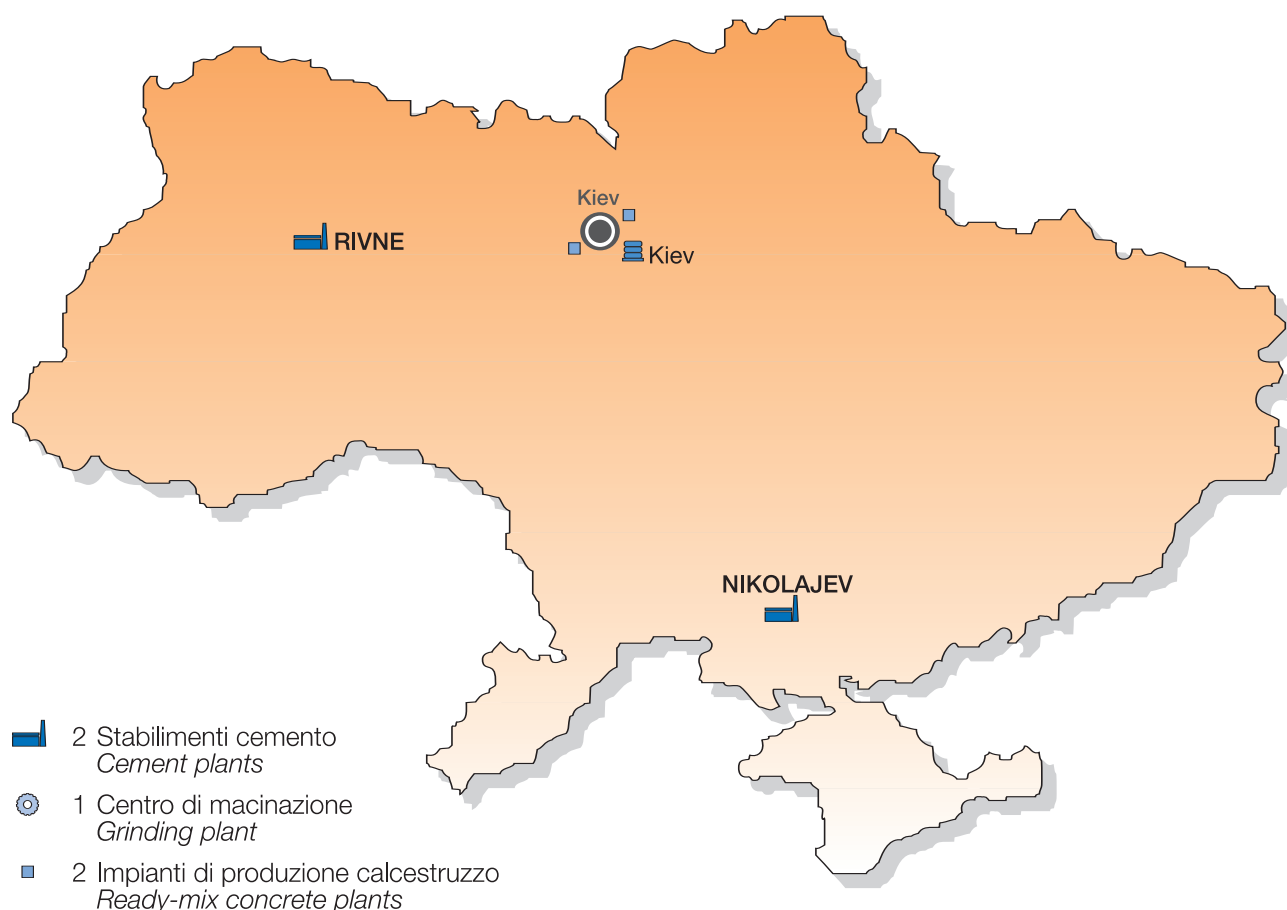 Kiev
RIVNE
Kiev
NIKOLAJEV
2 Stabilimenti cemento
Cement plants
1 Centro di macinazione
Grinding plant
2 Impianti di produzione calcestruzzo
Ready-mix concrete plants